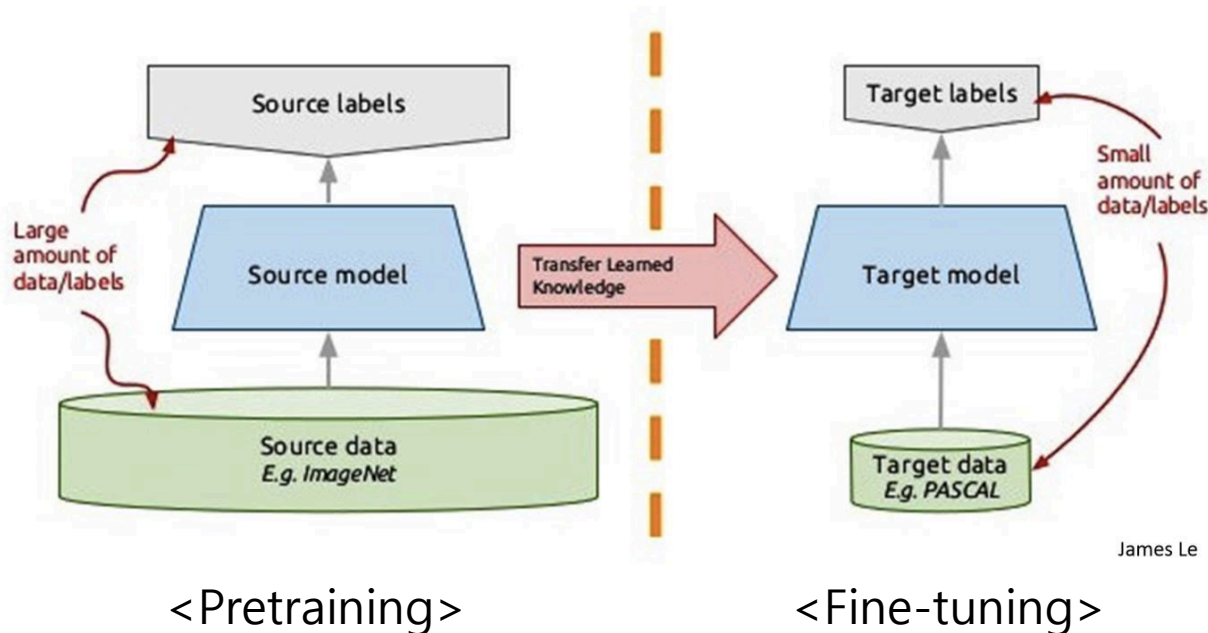 Source labels
Target labels
Large
amount of
data/labels
Small
amount of
data/labels
Source model
Transfer Learned
Knowledge
Target model
Source data
E.g. ImageNet
Target data
E.g. PASCAL
James Le
<Pretraining>
<Fine-tuning>